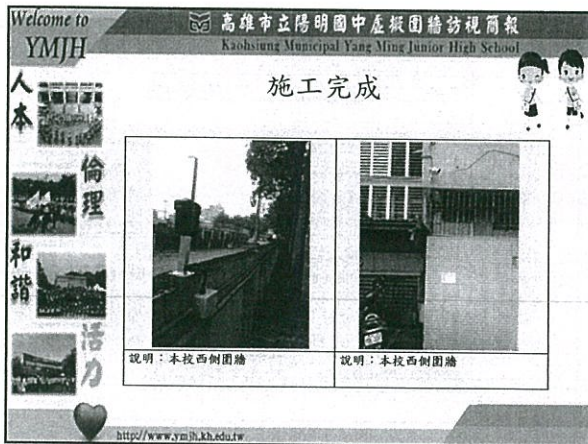 Welcome to
YMJH
高雄市立陽明國中虛擬圍牆訪視簡報
Kaohsiung Municipal Yang Ming Junior High School
施工完成
人本
倫理
和諧
活力
說明：本校西側圍牆
說明：本校西側圍牆
http://www.ymjh.kh.edu.tw